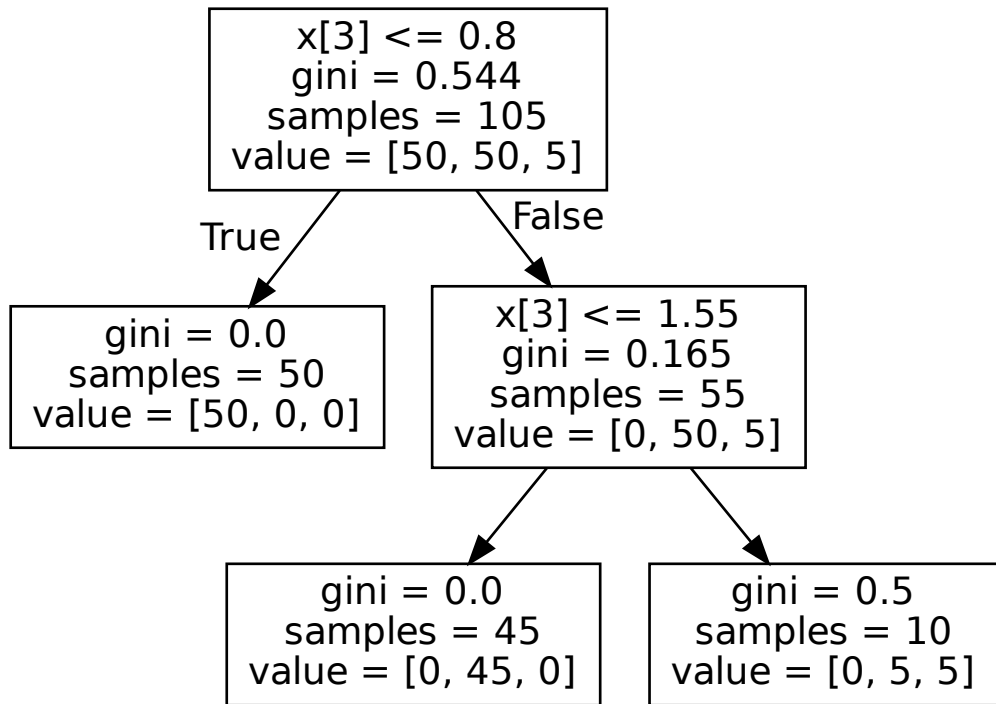 x[3] <= 0.8
gini = 0.544
samples = 105
value = [50, 50, 5]
True
False
gini = 0.0
samples = 50
value = [50, 0, 0]
x[3] <= 1.55
gini = 0.165
samples = 55
value = [0, 50, 5]
gini = 0.0
samples = 45
value = [0, 45, 0]
gini = 0.5
samples = 10
value = [0, 5, 5]